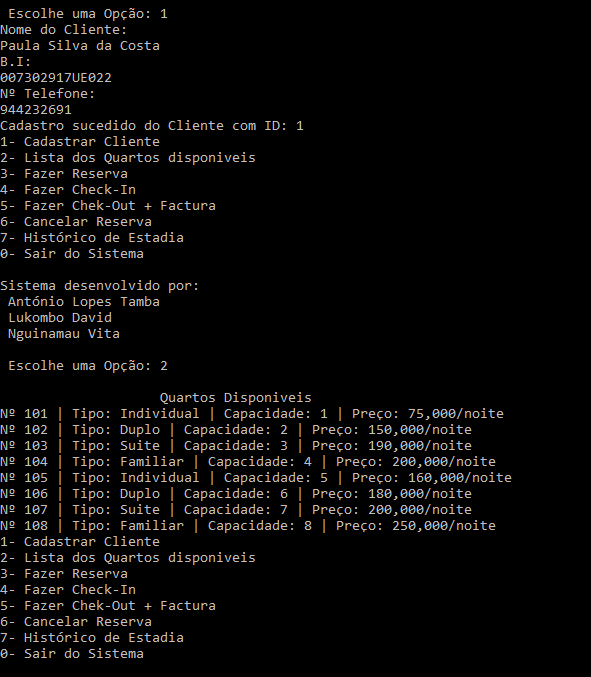 Escolhe uma Opção: 1
Nome do Cliente:
Paula Silva da Costa
B.I:
007302917UE022
Nº Telefone:
944232691
Cadastro sucedido do Cliente com ID: 1
1- Cadastrar Cliente
2- Lista dos Quartos disponiveis
3- Fazer Reserva
4- Fazer Check-In
5- Fazer Chek-Out + Factura
6- Cancelar Reserva
7- Histórico de Estadia
0- Sair do Sistema
Sistema desenvolvido por:
António Lopes Tamba
Lukombo David
Nguinamau Vita
Escolhe uma Opção: 2
Quartos Disponiveis
Nº 101 | Tipo: Individual | Capacidade: 1 | Preço: 75,000/noite
Nº 102 | Tipo: Duplo | Capacidade: 2 | Preço: 150,000/noite
Nº 103 | Tipo: Suite | Capacidade: 3 | Preço: 190,000/noite
Nº 104 | Tipo: Familiar | Capacidade: 4 | Preço: 200,000/noite
Nº 105 | Tipo: Individual | Capacidade: 5 | Preço: 160,000/noite
Nº 106 | Tipo: Duplo | Capacidade: 6 | Preço: 180,000/noite
Nº 107 | Tipo: Suite | Capacidade: 7 | Preço: 200,000/noite
Nº 108 | Tipo: Familiar | Capacidade: 8 | Preço: 250,000/noite
1- Cadastrar Cliente
2- Lista dos Quartos disponiveis
3- Fazer Reserva
4- Fazer Check-In
5- Fazer Chek-Out + Factura
6- Cancelar Reserva
7- Histórico de Estadia
0- Sair do Sistema